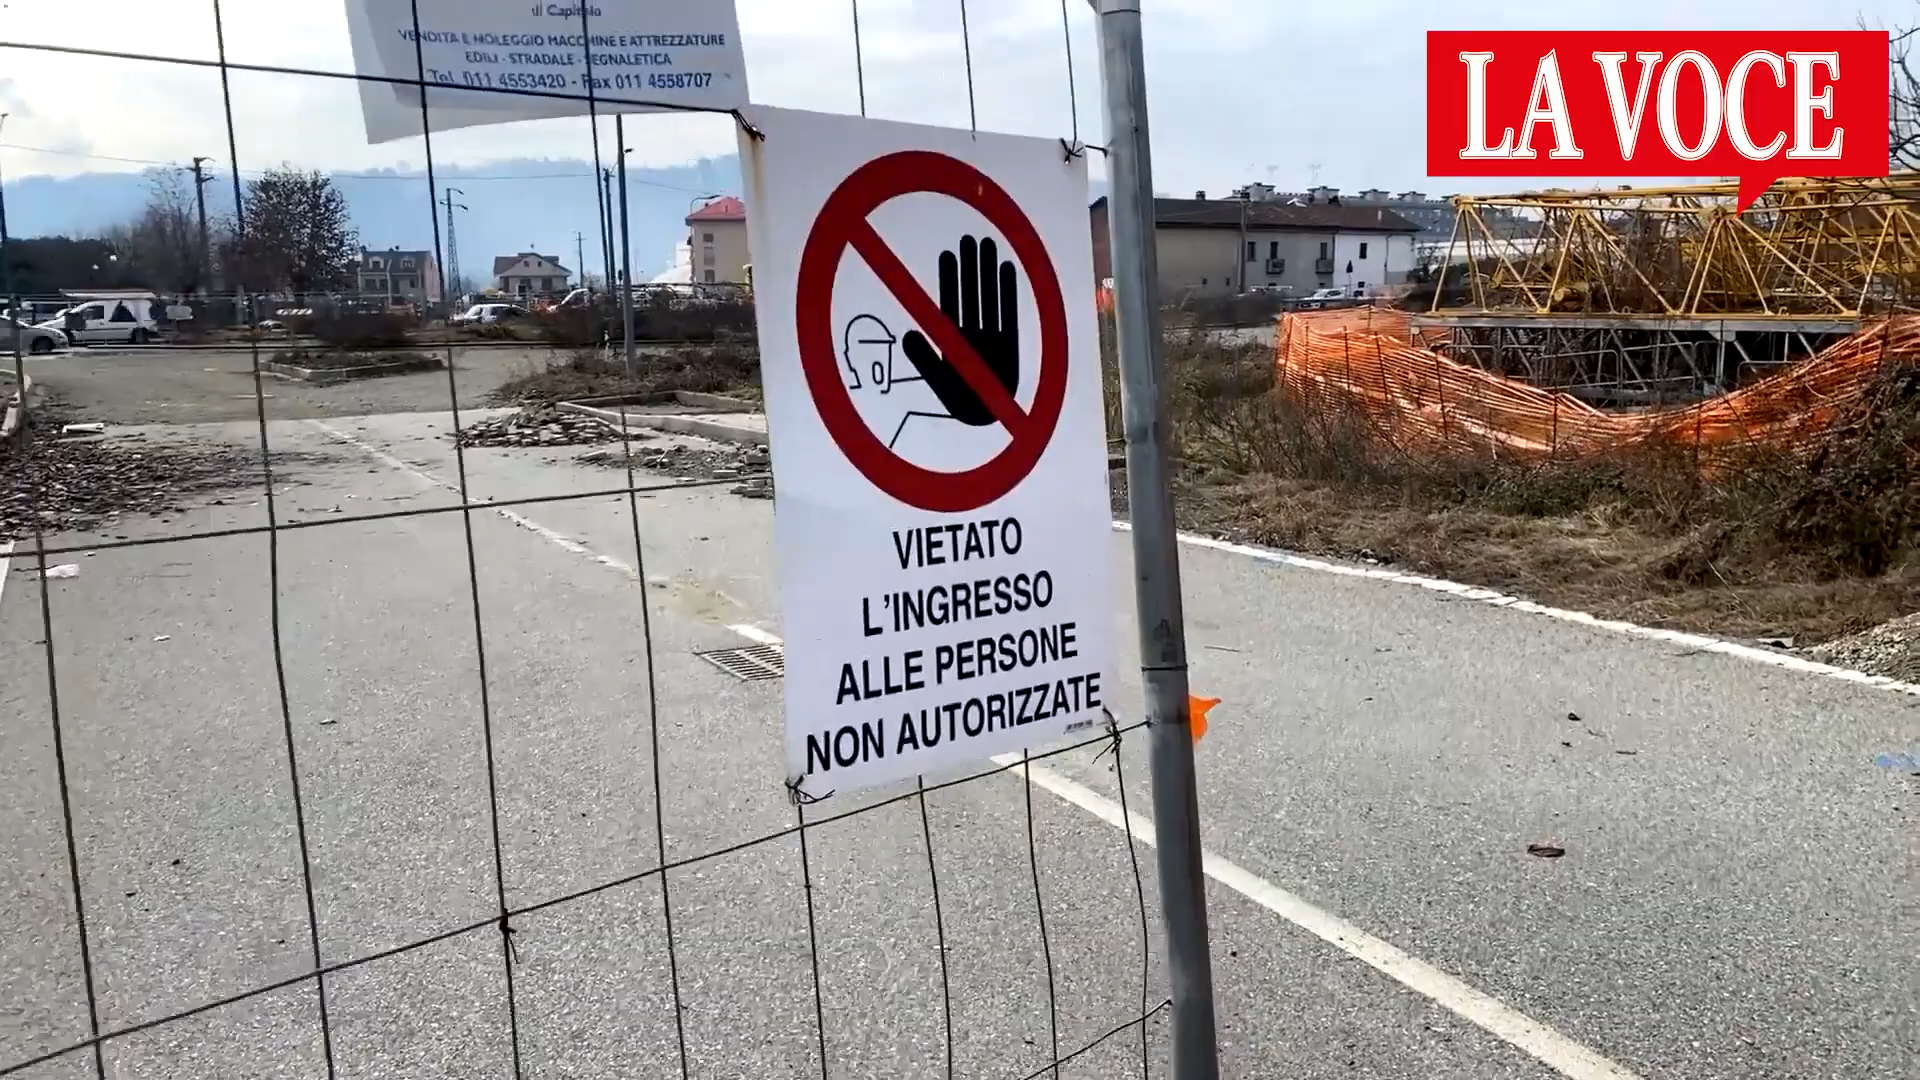 di Capitolo
VENDITA E NOLEGGIO MACCHINE E ATTREZZATURE
EDILI - STRADALE - SEGNALETICA
Tel. 011 4553420 - Fax 011 4558707
LA VOCE
VIETATO
L'INGRESSO
ALLE PERSONE
NON AUTORIZZATE